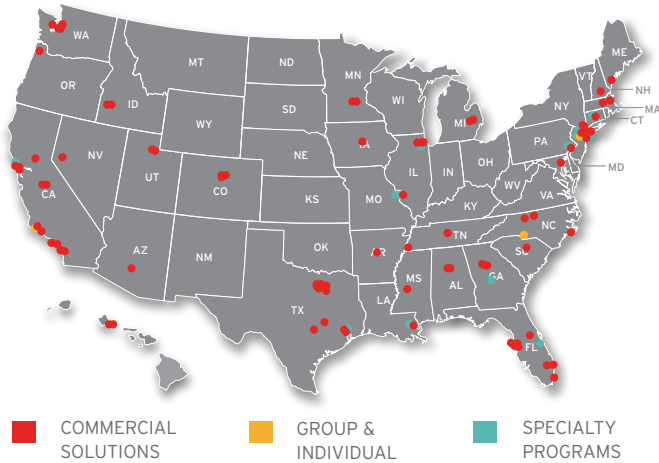 WA
MT
ND
MN
ME
VT
NH
OR
ID
SD
WI
MI
NY
MA
CT
WY
IA
PA
NE
NV
UT
CO
IL
IN
OH
MD
CA
KS
MO
WV
VA
KY
AZ
NM
OK
AR
TN
NC
SC
TX
LA
MS
AL
GA
FL
COMMERCIAL
SOLUTIONS
GROUP &
INDIVIDUAL
SPECIALTY
PROGRAMS